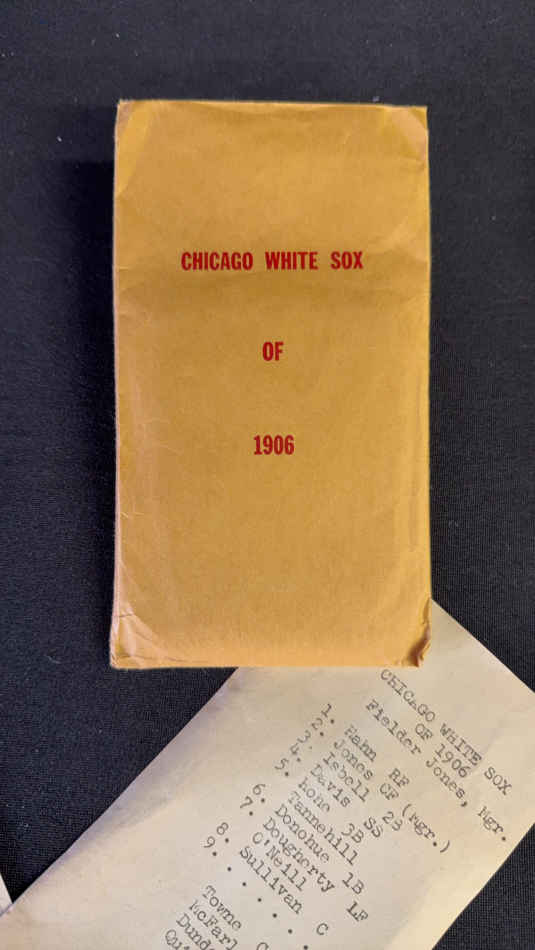 CHICAGO WHITE SOX
OF
1906
CHICAGO WHITE SOX
OF 1906
Fielder Jones, Mgr.
1. Hahn RF
2. Jones CF (Mgr.)
3. Isbell 2B
4. Davis SS
5. Rohe 3B
Tannehill
6. Donohue 1B
7. Dougherty LF
O'Neill
8. Sullivan C
9. . . . . . .
Towne C